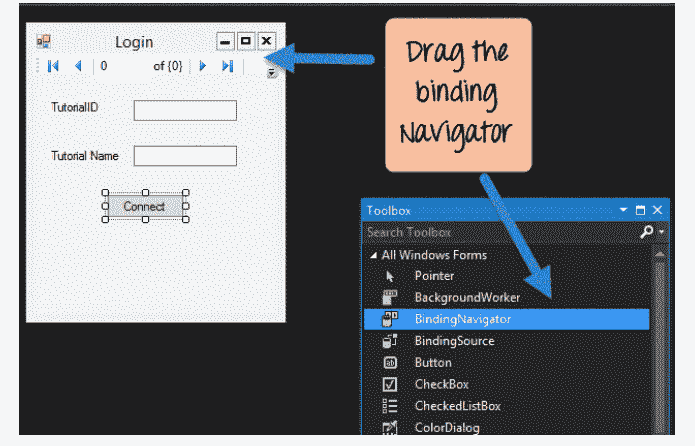 Login
0 of {0}
TutorialID
Tutorial Name
Connect
Drag the
binding
Navigator
Toolbox
Search Toolbox
All Windows Forms
Pointer
BackgroundWorker
BindingNavigator
BindingSource
Button
CheckBox
CheckedListBox
ColorDialog